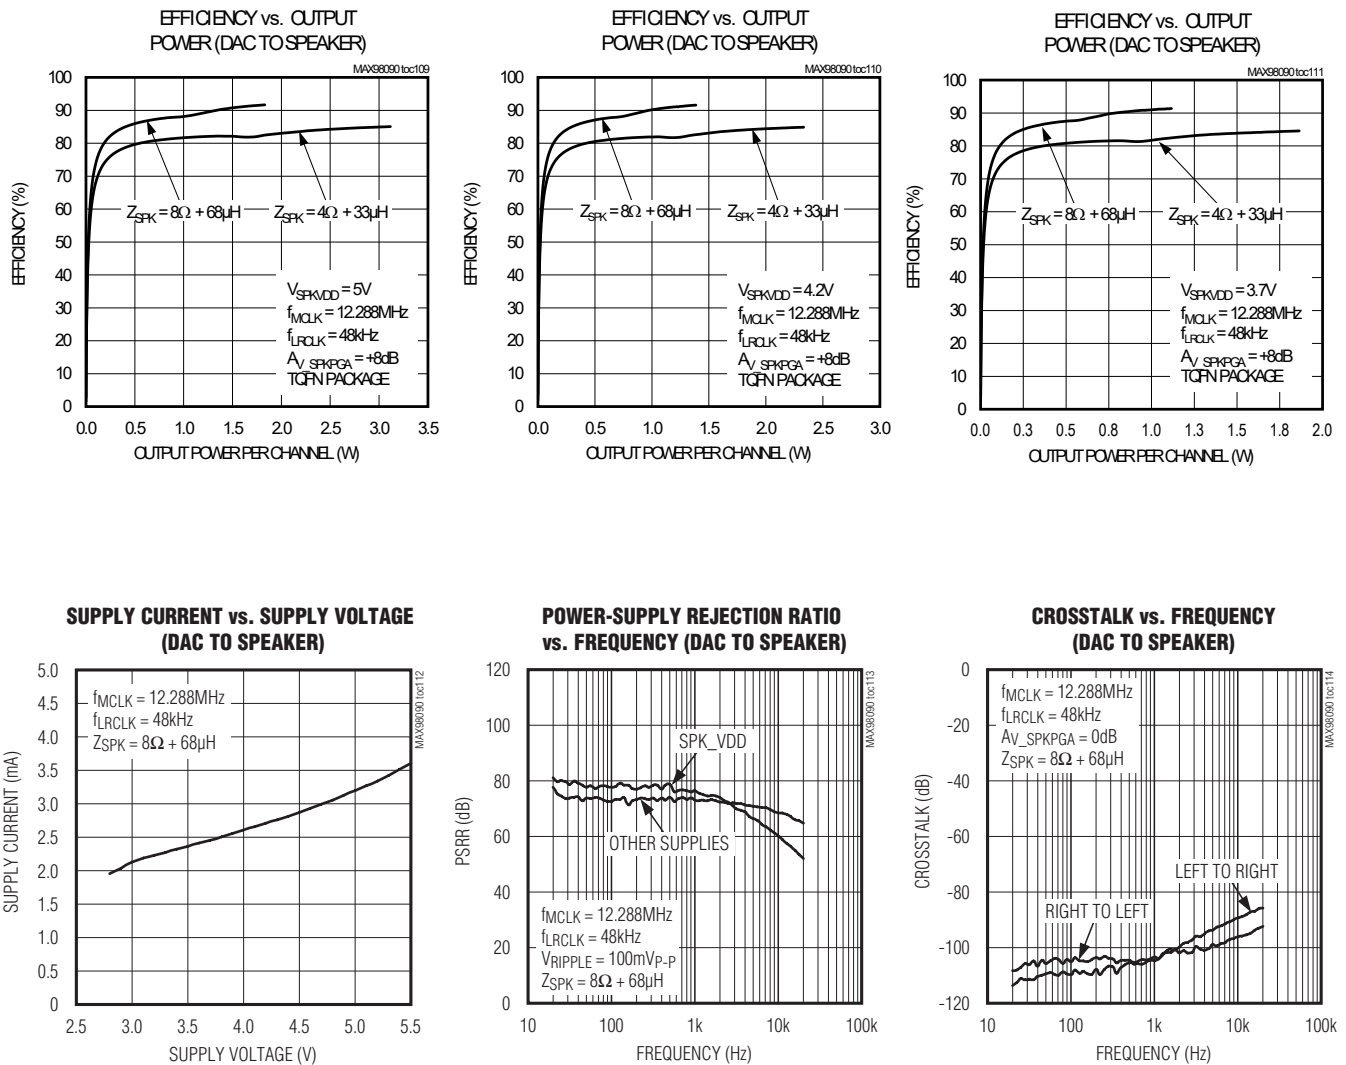 EFFICIENCY vs. OUTPUT
POWER (DAC TO SPEAKER)
MAX98090 toc109
100
90
80
70
60
50
40
30
20
10
0
EFFICIENCY (%)
ZSPK = 8Ω + 68µH
ZSPK = 4Ω + 33µH
VSPKVDD = 5V
fMCLK = 12.288MHz
fLRCLK = 48kHz
AV_SPKPGA = +8dB
TQFN PACKAGE
0.0 0.5 1.0 1.5 2.0 2.5 3.0 3.5
OUTPUT POWER PER CHANNEL (W)
EFFICIENCY vs. OUTPUT
POWER (DAC TO SPEAKER)
MAX98090 toc110
100
90
80
70
60
50
40
30
20
10
0
EFFICIENCY (%)
ZSPK = 8Ω + 68µH
ZSPK = 4Ω + 33µH
VSPKVDD = 4.2V
fMCLK = 12.288MHz
fLRCLK = 48kHz
AV_SPKPGA = +8dB
TQFN PACKAGE
0.0 0.5 1.0 1.5 2.0 2.5 3.0
OUTPUT POWER PER CHANNEL (W)
EFFICIENCY vs. OUTPUT
POWER (DAC TO SPEAKER)
MAX98090 toc111
100
90
80
70
60
50
40
30
20
10
0
EFFICIENCY (%)
ZSPK = 8Ω + 68µH
ZSPK = 4Ω + 33µH
VSPKVDD = 3.7V
fMCLK = 12.288MHz
fLRCLK = 48kHz
AV_SPKPGA = +8dB
TQFN PACKAGE
0.0 0.3 0.5 0.8 1.0 1.3 1.5 1.8 2.0
OUTPUT POWER PER CHANNEL (W)
SUPPLY CURRENT vs. SUPPLY VOLTAGE
(DAC TO SPEAKER)
MAX98090 toc112
5.0
4.5
4.0
3.5
3.0
2.5
2.0
1.5
1.0
0.5
0
SUPPLY CURRENT (mA)
fMCLK = 12.288MHz
fLRCLK = 48kHz
ZSPK = 8Ω + 68µH
2.5 3.0 3.5 4.0 4.5 5.0 5.5
SUPPLY VOLTAGE (V)
POWER-SUPPLY REJECTION RATIO
vs. FREQUENCY (DAC TO SPEAKER)
MAX98090 toc113
120
100
80
60
40
20
0
PSRR (dB)
SPK_VDD
OTHER SUPPLIES
fMCLK = 12.288MHz
fLRCLK = 48kHz
VRIPPLE = 100mVP-P
ZSPK = 8Ω + 68µH
10 100 1k 10k 100k
FREQUENCY (Hz)
CROSSTALK vs. FREQUENCY
(DAC TO SPEAKER)
MAX98090 toc114
0
-20
-40
-60
-80
-100
-120
CROSSTALK (dB)
fMCLK = 12.288MHz
fLRCLK = 48kHz
AV_SPKPGA = 0dB
ZSPK = 8Ω + 68µH
LEFT TO RIGHT
RIGHT TO LEFT
10 100 1k 10k 100k
FREQUENCY (Hz)